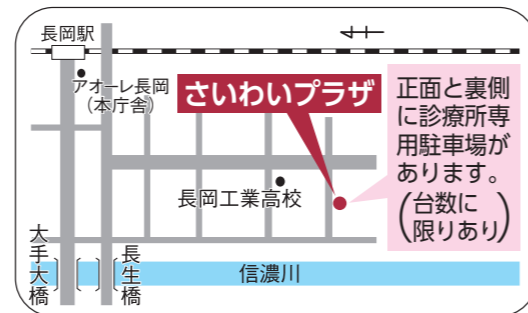 長岡駅
アオーレ長岡
（本庁舎）
さいわいプラザ
正面と裏側
に診療所専
用駐車場が
あります。
（台数に
限りあり）
長岡工業高校
大手大橋
長生橋
信濃川